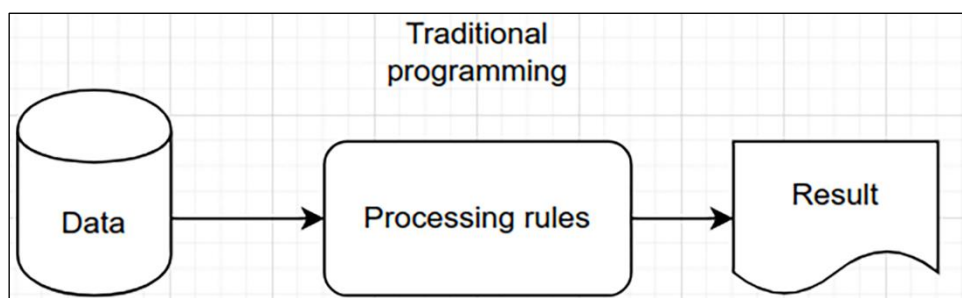 Traditional
programming
Data
Processing rules
Result